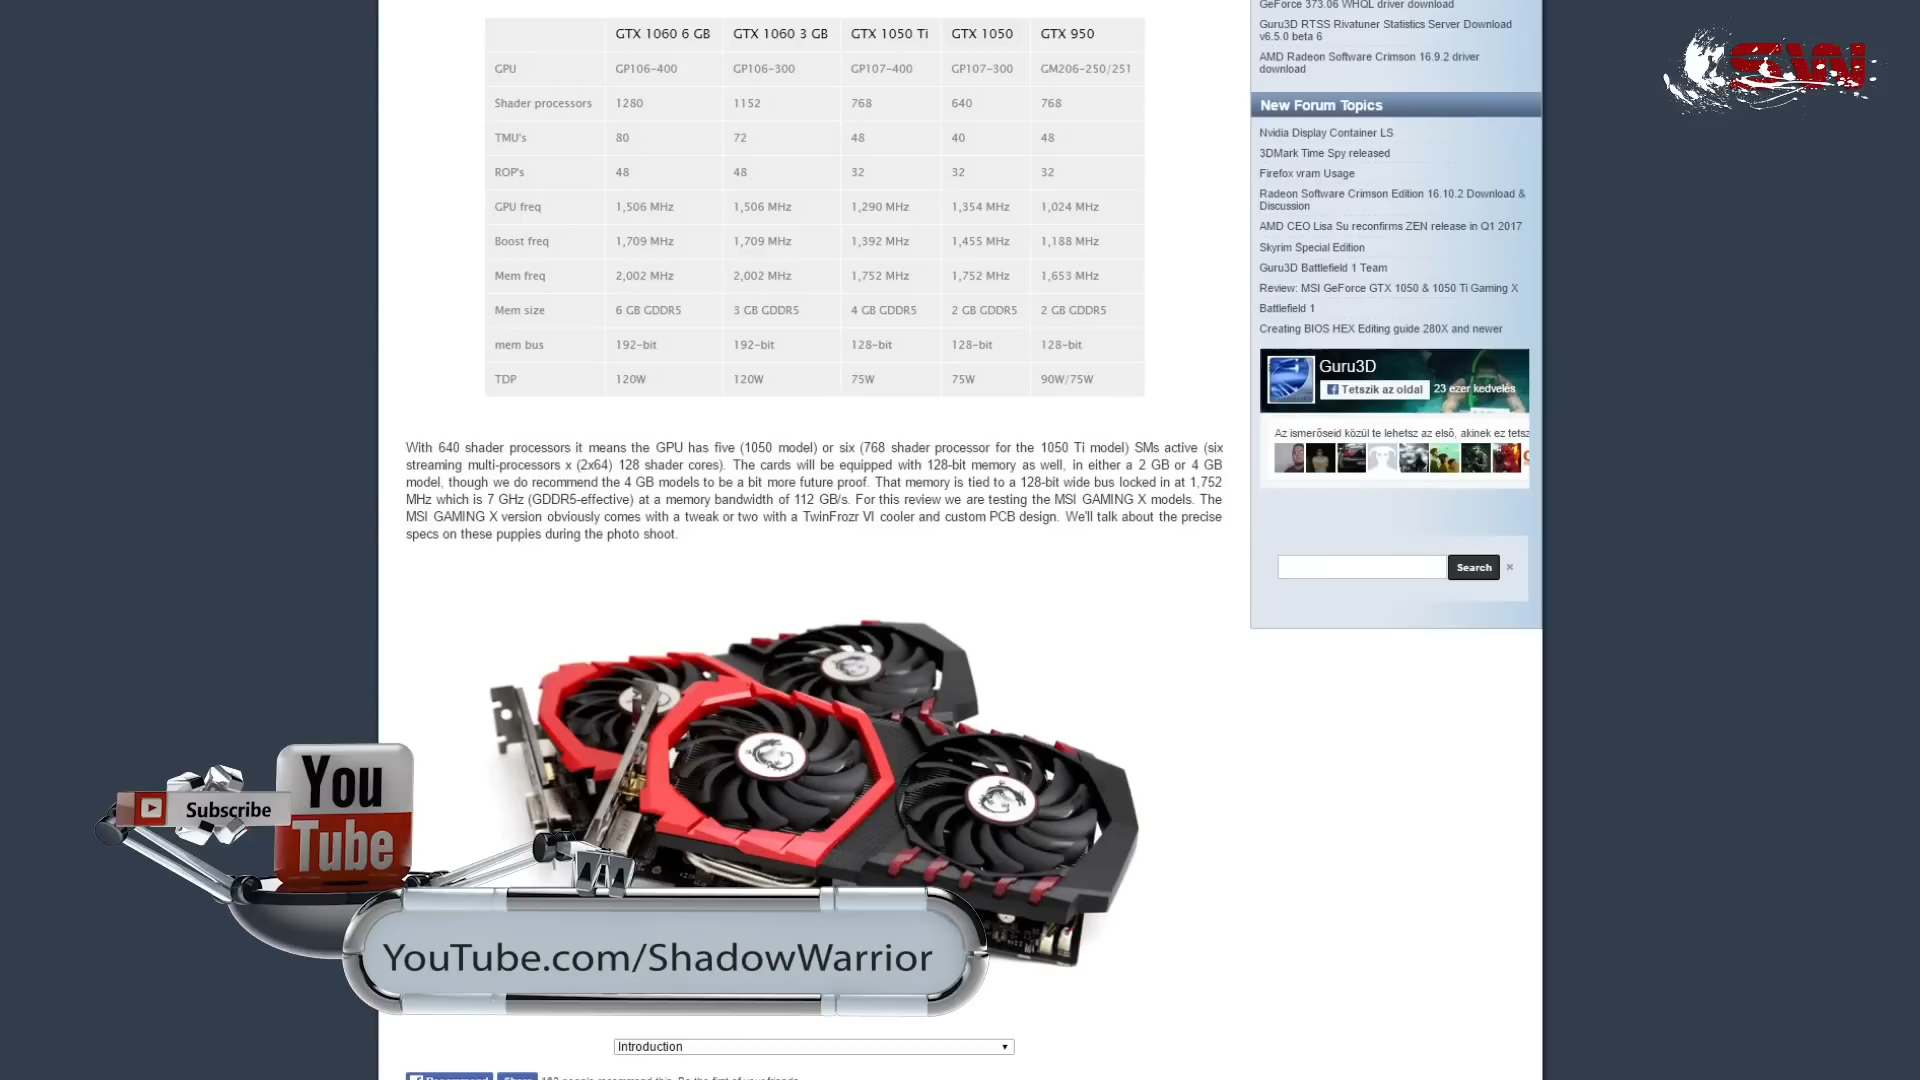 GTX 1060 6 GB GTX 1060 3 GB GTX 1050 Ti GTX 1050 GTX 950
GPU GP106-400 GP106-300 GP107-400 GP107-300 GM206-250/251
Shader processors 1280 1152 768 640 768
TMU's 80 72 48 40 48
ROP's 48 48 32 32 32
GPU freq 1,506 MHz 1,506 MHz 1,290 MHz 1,354 MHz 1,024 MHz
Boost freq 1,709 MHz 1,709 MHz 1,392 MHz 1,455 MHz 1,188 MHz
Mem freq 2,002 MHz 2,002 MHz 1,752 MHz 1,752 MHz 1,653 MHz
Mem size 6 GB GDDR5 3 GB GDDR5 4 GB GDDR5 2 GB GDDR5 2 GB GDDR5
mem bus 192-bit 192-bit 128-bit 128-bit 128-bit
TDP 120W 120W 75W 75W 90W/75W
With 640 shader processors it means the GPU has five (1050 model) or six (768 shader processor for the 1050 Ti model) SMs active (six
streaming multi-processors x (2x64) 128 shader cores). The cards will be equipped with 128-bit memory as well, in either a 2 GB or 4 GB
model, though we do recommend the 4 GB models to be a bit more future proof. That memory is tied to a 128-bit wide bus locked in at 1,752
MHz which is 7 GHz (GDDR5-effective) at a memory bandwidth of 112 GB/s. For this review we are testing the MSI GAMING X models. The
MSI GAMING X version obviously comes with a tweak or two with a TwinFrozr VI cooler and custom PCB design. We'll talk about the precise
specs on these puppies during the photo shoot.
GeForce 373.06 WHQL driver download
Guru3D RTSS Rivatuner Statistics Server Download
v6.5.0 beta 6
AMD Radeon Software Crimson 16.9.2 driver
download
New Forum Topics
Nvidia Display Container LS
3DMark Time Spy released
Firefox vram Usage
Radeon Software Crimson Edition 16.10.2 Download &
Discussion
AMD CEO Lisa Su reconfirms ZEN release in Q1 2017
Skyrim Special Edition
Guru3D Battlefield 1 Team
Review: MSI GeForce GTX 1050 & 1050 Ti Gaming X
Battlefield 1
Creating BIOS HEX Editing guide 280X and newer
Guru3D
Tetszik az oldal 23 ezer kedvelés
Az ismerőseid közül te lehetsz az első, akinek ez tetsz
Search
SW
You
Tube
Subscribe
YouTube.com/ShadowWarrior
Introduction